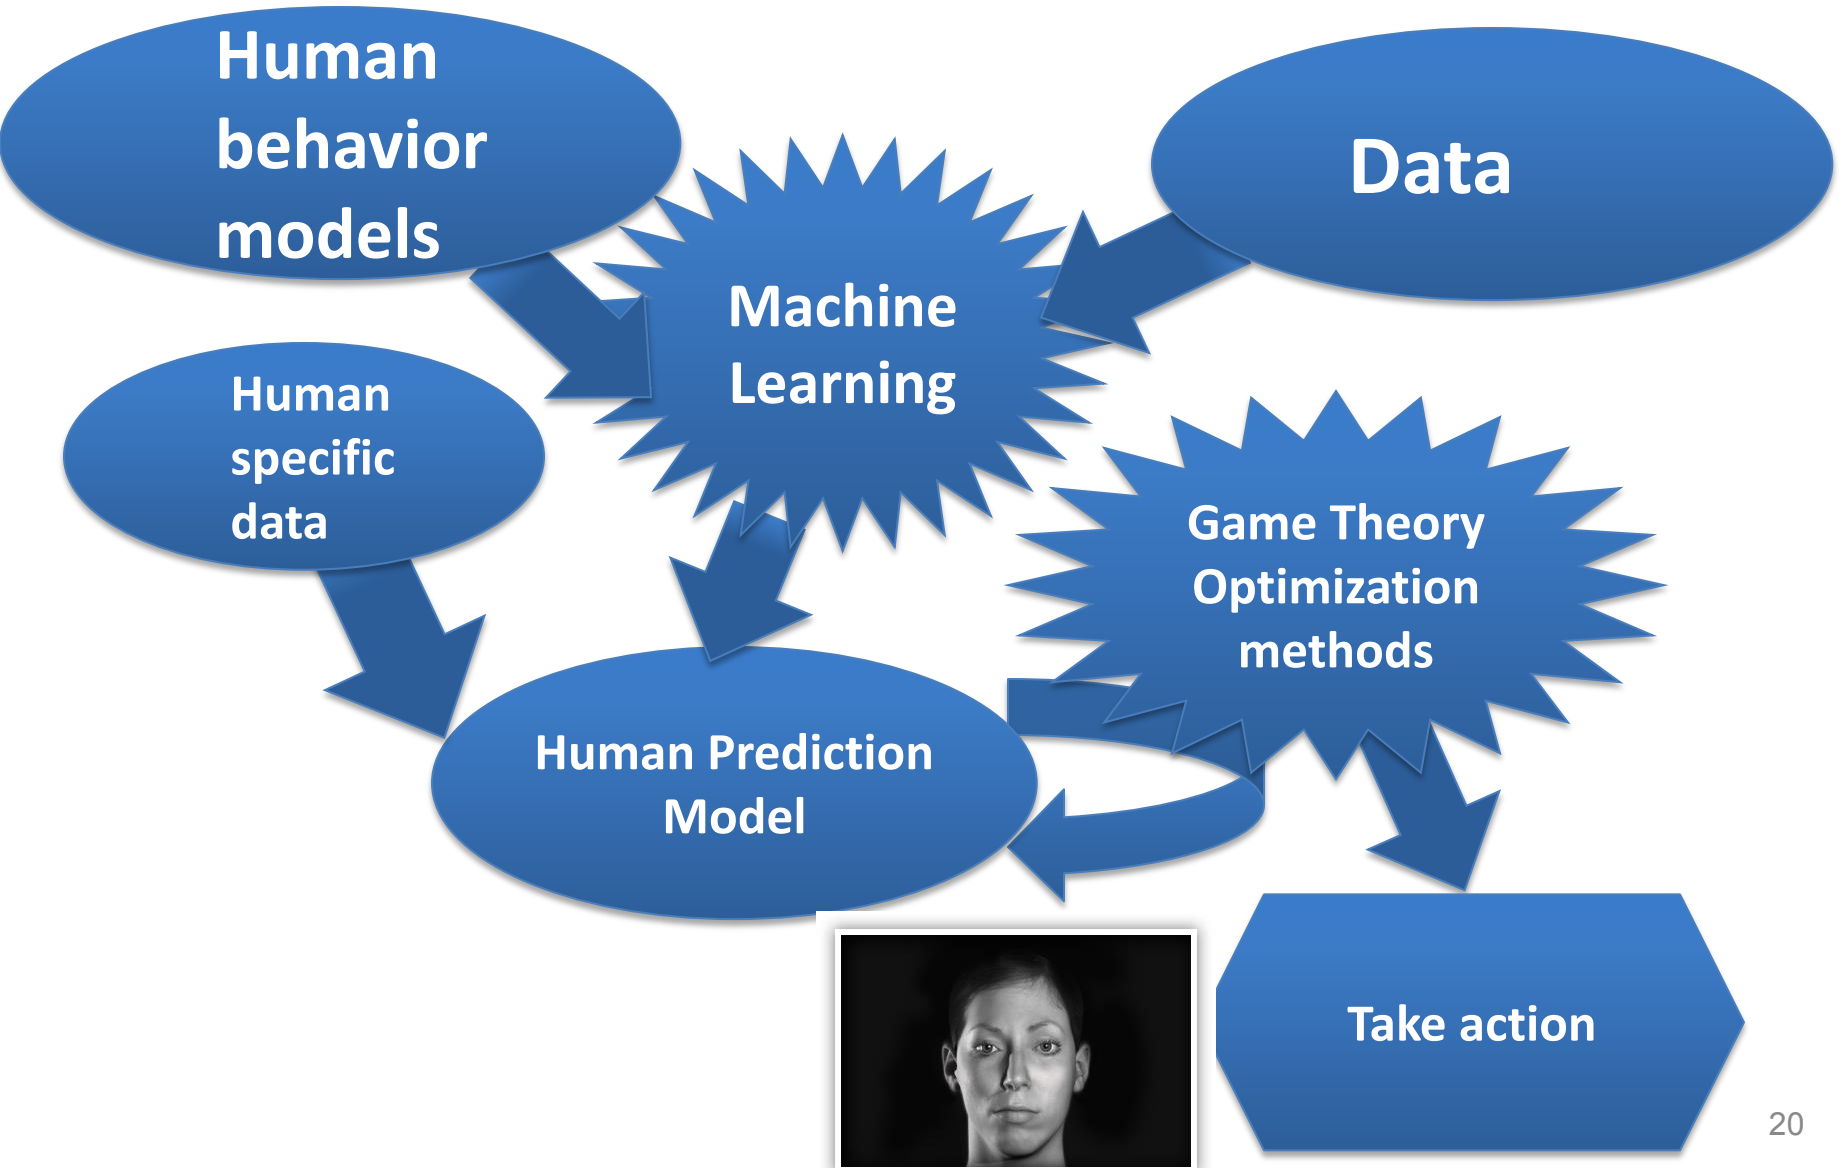 Human
behavior
models
Data
Machine
Learning
Human
specific
data
Game Theory
Optimization
methods
Human Prediction
Model
Take action
20